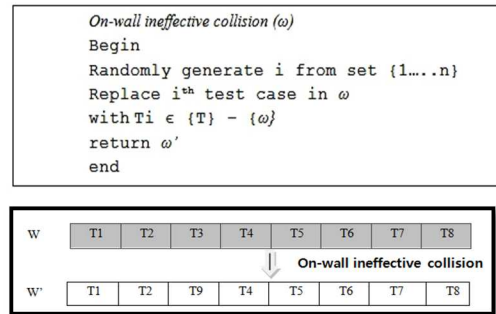 On-wall ineffective collision (ω)
Begin
Randomly generate i from set {1…..n}
Replace iᵗʰ test case in ω
with Ti ϵ {T} – {ω}
return ω′
end
W T1 T2 T3 T4 T5 T6 T7 T8
On-wall ineffective collision
W' T1 T2 T9 T4 T5 T6 T7 T8